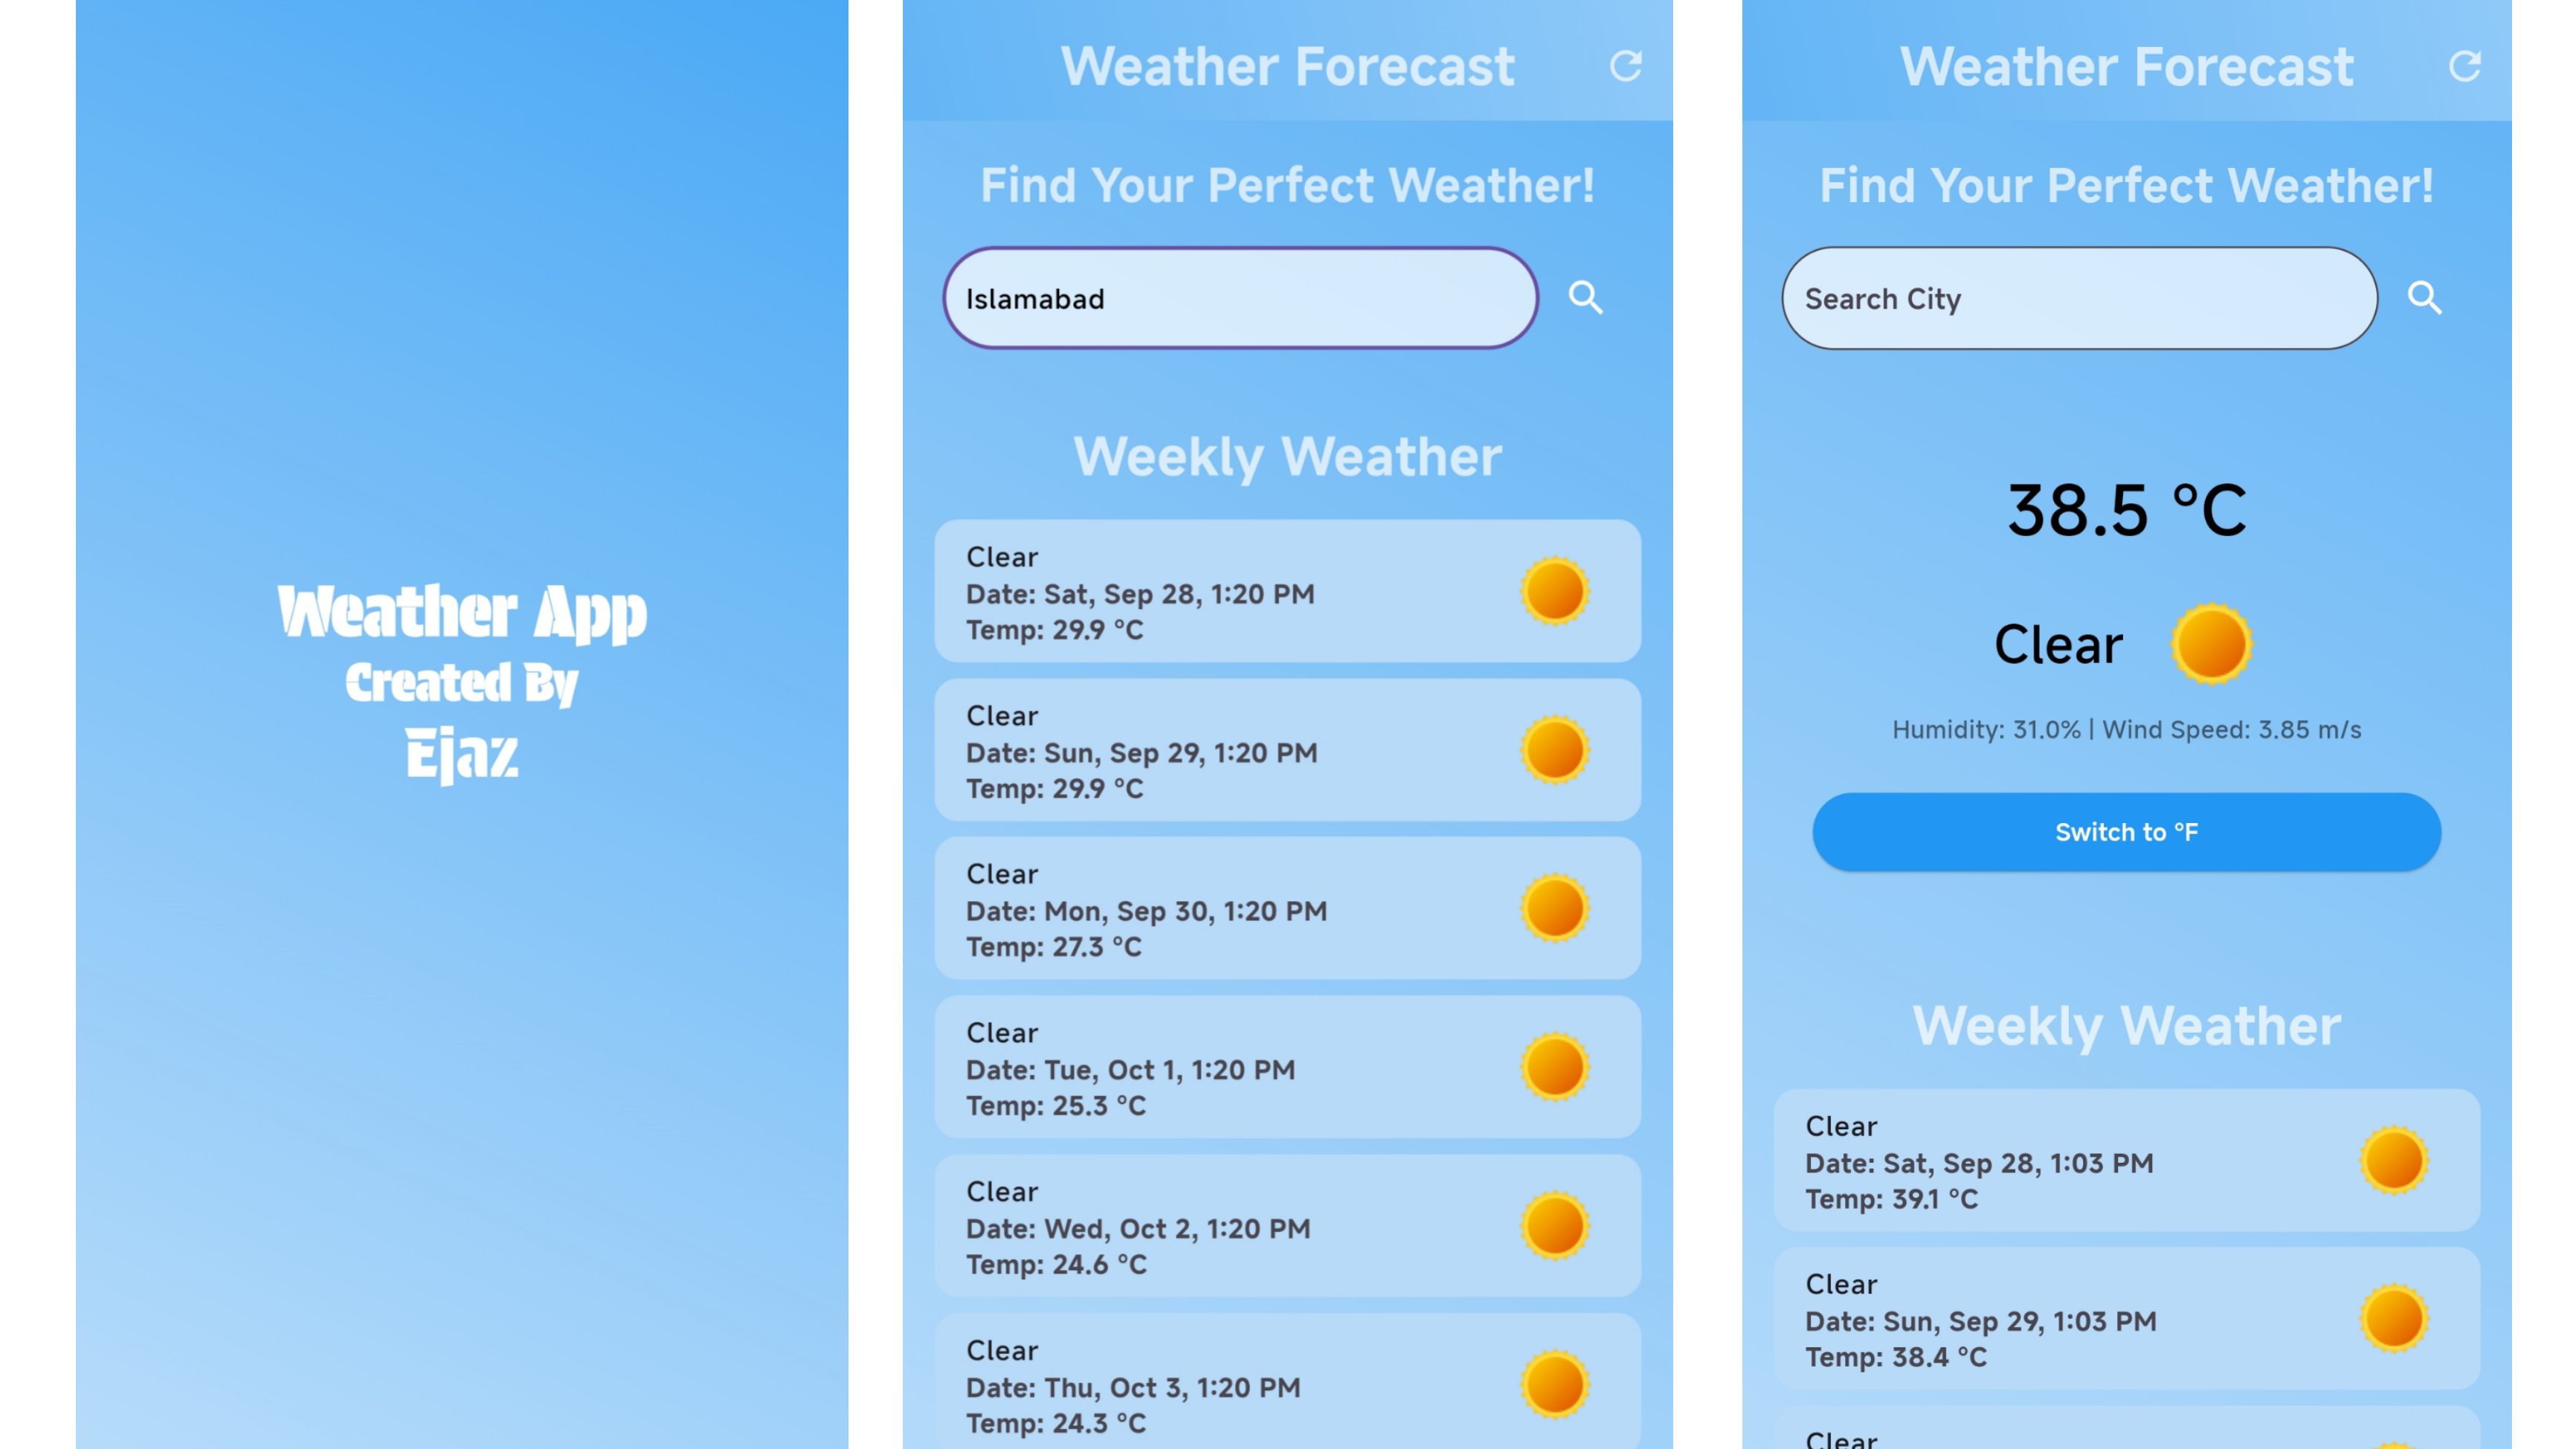 Weather App
Created By
Ejaz
Weather Forecast
Find Your Perfect Weather!
Islamabad
Weekly Weather
Clear
Date: Sat, Sep 28, 1:20 PM
Temp: 29.9 °C
Clear
Date: Sun, Sep 29, 1:20 PM
Temp: 29.9 °C
Clear
Date: Mon, Sep 30, 1:20 PM
Temp: 27.3 °C
Clear
Date: Tue, Oct 1, 1:20 PM
Temp: 25.3 °C
Clear
Date: Wed, Oct 2, 1:20 PM
Temp: 24.6 °C
Clear
Date: Thu, Oct 3, 1:20 PM
Temp: 24.3 °C
Weather Forecast
Find Your Perfect Weather!
Search City
38.5 °C
Clear
Humidity: 31.0% | Wind Speed: 3.85 m/s
Switch to °F
Weekly Weather
Clear
Date: Sat, Sep 28, 1:03 PM
Temp: 39.1 °C
Clear
Date: Sun, Sep 29, 1:03 PM
Temp: 38.4 °C
Clear